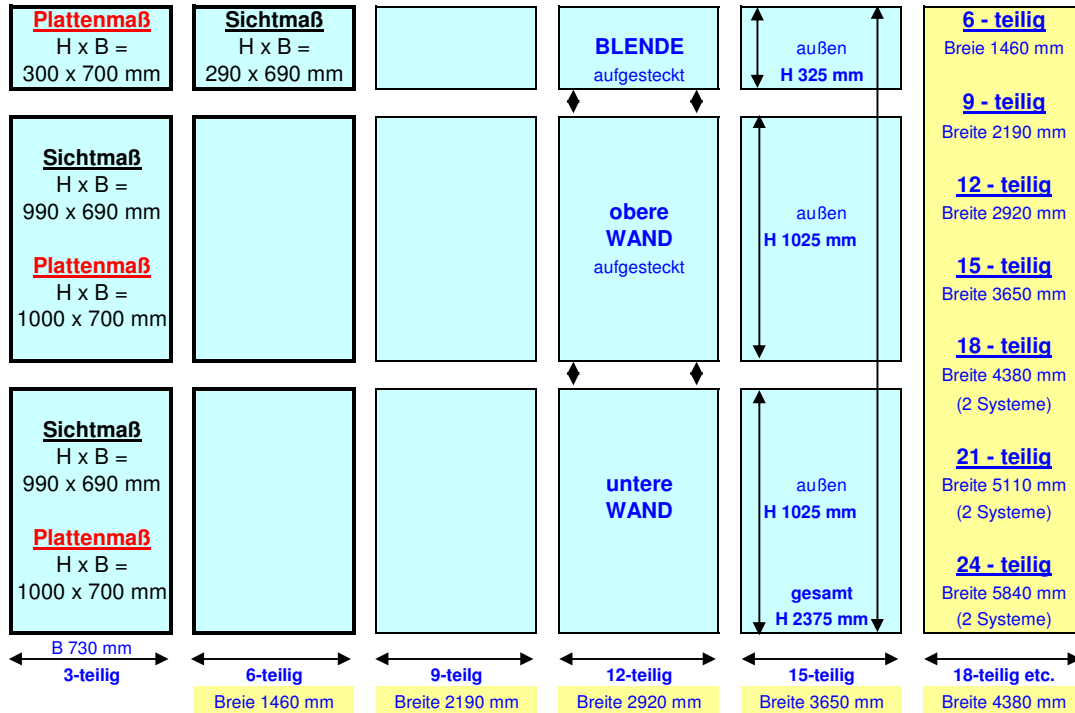 Plattenmaß
H x B =
300 x 700 mm
Sichtmaß
H x B =
290 x 690 mm
BLENDE
aufgesteckt
außen
H 325 mm
Sichtmaß
H x B =
990 x 690 mm
Plattenmaß
H x B =
1000 x 700 mm
obere
WAND
aufgesteckt
außen
H 1025 mm
Sichtmaß
H x B =
990 x 690 mm
Plattenmaß
H x B =
1000 x 700 mm
untere
WAND
außen
H 1025 mm
gesamt
H 2375 mm
6 - teilig
Breie 1460 mm
9 - teilig
Breite 2190 mm
12 - teilig
Breite 2920 mm
15 - teilig
Breite 3650 mm
18 - teilig
Breite 4380 mm
(2 Systeme)
21 - teilig
Breite 5110 mm
(2 Systeme)
24 - teilig
Breite 5840 mm
(2 Systeme)
B 730 mm
3-teilig
6-teilig
Breie 1460 mm
9-teilg
Breite 2190 mm
12-teilig
Breite 2920 mm
15-teilig
Breite 3650 mm
18-teilig etc.
Breite 4380 mm